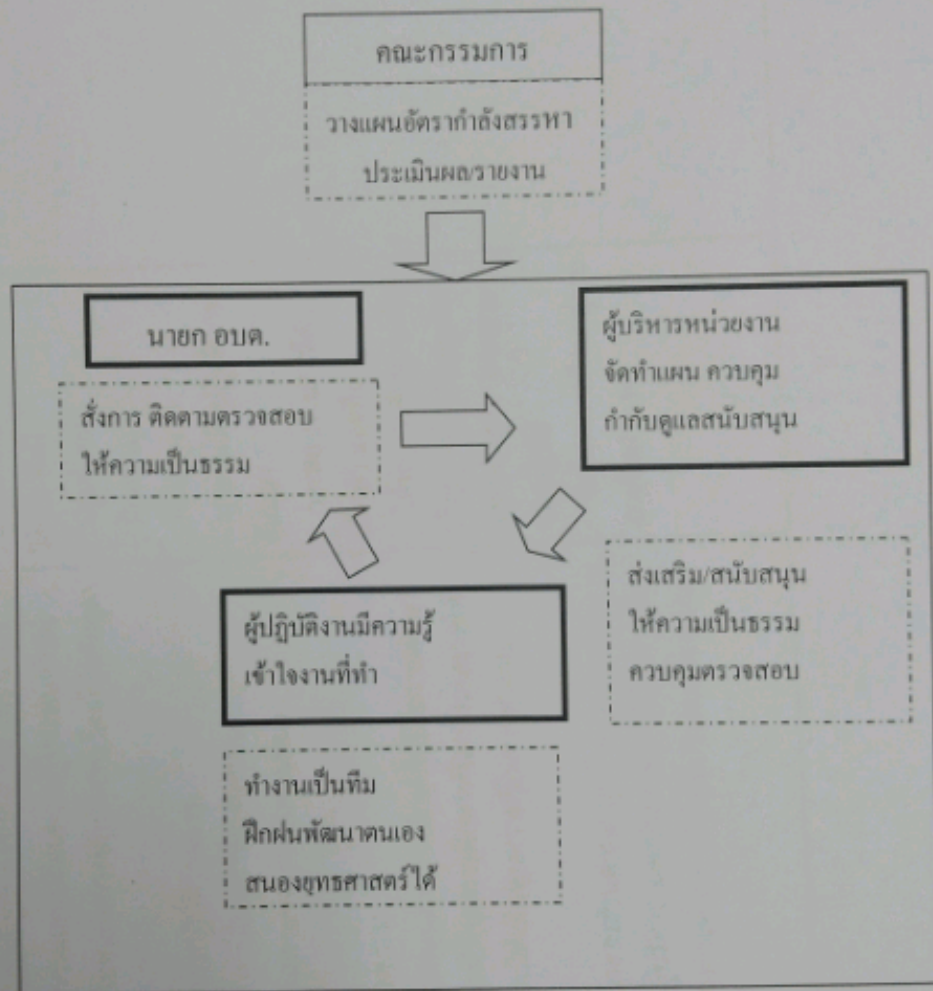 คณะกรรมการ
วางแผนอัตรากำลังสรรหา
ประเมินผล/รายงาน
นายก อบต.
สั่งการ ติดตามตรวจสอบ
ให้ความเป็นธรรม
ผู้บริหารหน่วยงาน
จัดทำแผน ควบคุม
กำกับดูแลสนับสนุน
ส่งเสริม/สนับสนุน
ให้ความเป็นธรรม
ควบคุมตรวจสอบ
ผู้ปฏิบัติงานมีความรู้
เข้าใจงานที่ทำ
ทำงานเป็นทีม
ฝึกฝนพัฒนาตนเอง
สนองยุทธศาสตร์ได้